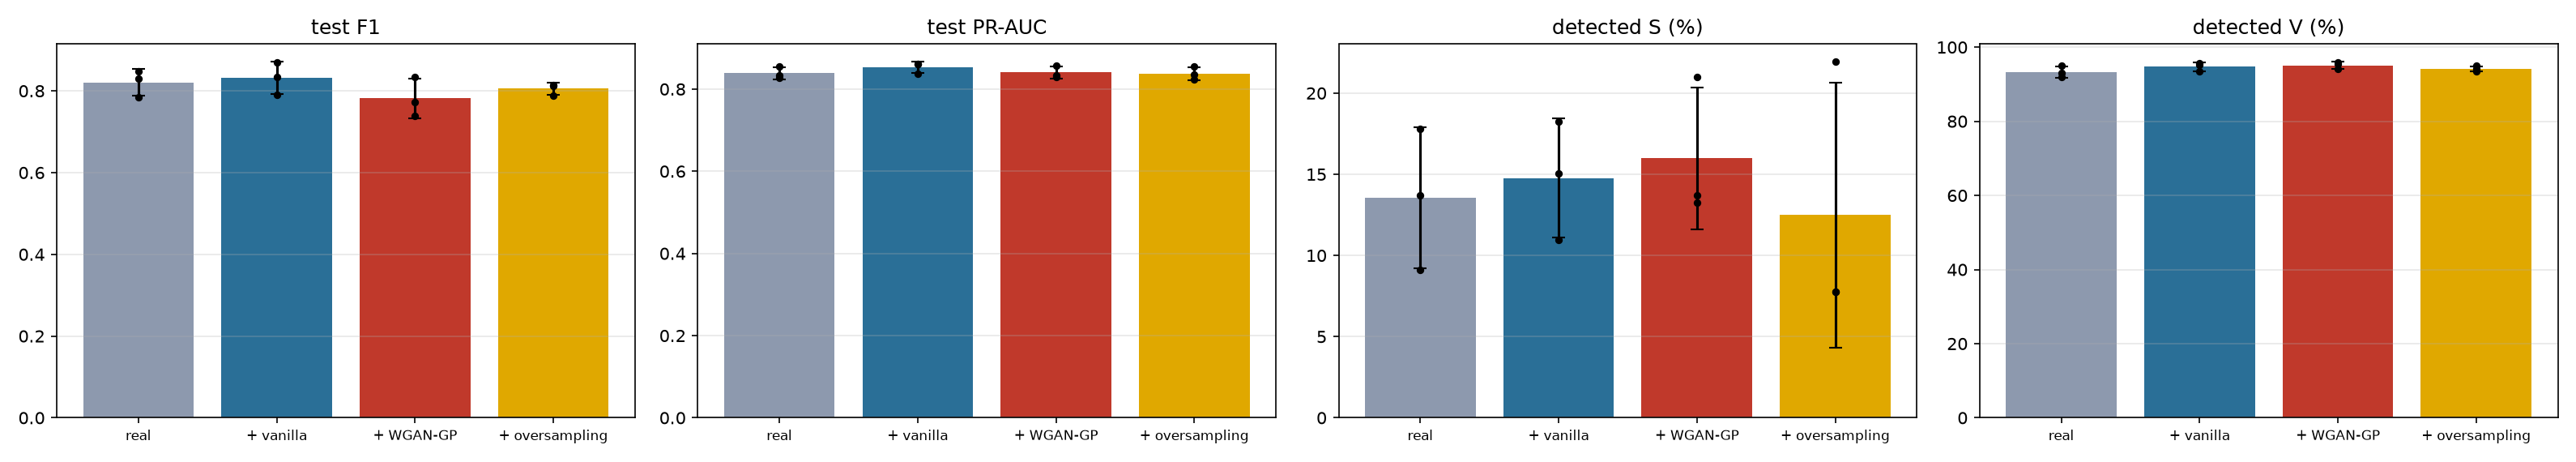 test F1
0.8
0.6
0.4
0.2
0.0
real
+ vanilla
+ WGAN-GP
+ oversampling
test PR-AUC
0.8
0.6
0.4
0.2
0.0
real
+ vanilla
+ WGAN-GP
+ oversampling
detected S (%)
20
15
10
5
0
real
+ vanilla
+ WGAN-GP
+ oversampling
detected V (%)
100
80
60
40
20
0
real
+ vanilla
+ WGAN-GP
+ oversampling